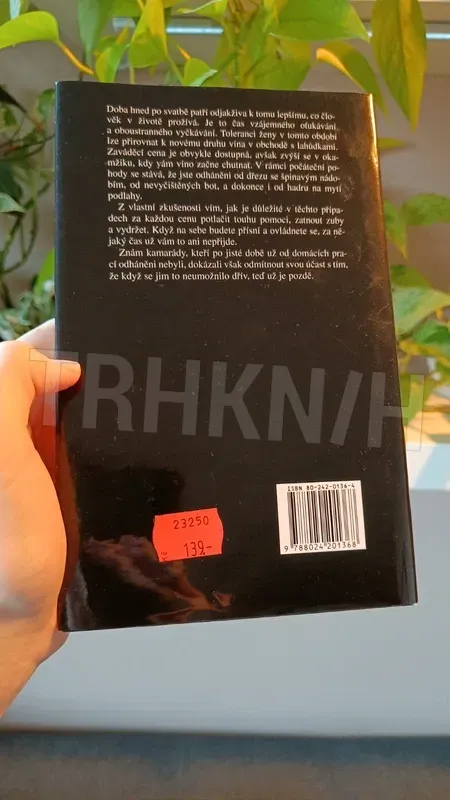 Doba hned po svatbě patří odjakživa k tomu lepšímu, co člo-
věk v životě prožívá. Je to čas vzájemného oťukávání
a oboustranného vyčkávání. Toleranci ženy v tomto období
lze přirovnat k novému druhu vína v obchodě s lahůdkami.
Zaváděcí cena je obvykle dostupná, avšak zvýší se v oka-
mžiku, kdy vám víno začne chutnat. V rámci počáteční po-
hody se stává, že jste odháněni od dřezu se špinavým nádo-
bím, od nevyčištěných bot, a dokonce i od hadru na mytí
podlahy.
Z vlastní zkušenosti vím, jak je důležité v těchto přípa-
dech za každou cenu potlačit touhu pomoci, zatnout zuby
a vydržet. Když na sebe budete přísní a ovládnete se, za ně-
jaký čas už vám to ani nepřijde.
Znám kamarády, kteří po jisté době už od domácích pra-
cí odháněni nebyli, dokázali však odmítnout svou účast s tím,
že když se jim to neumožnilo dřív, teď už je pozdě.
TRHKNIH
ISBN 80-242-0136-4
9 788024 201368
23250
Kč 139,-